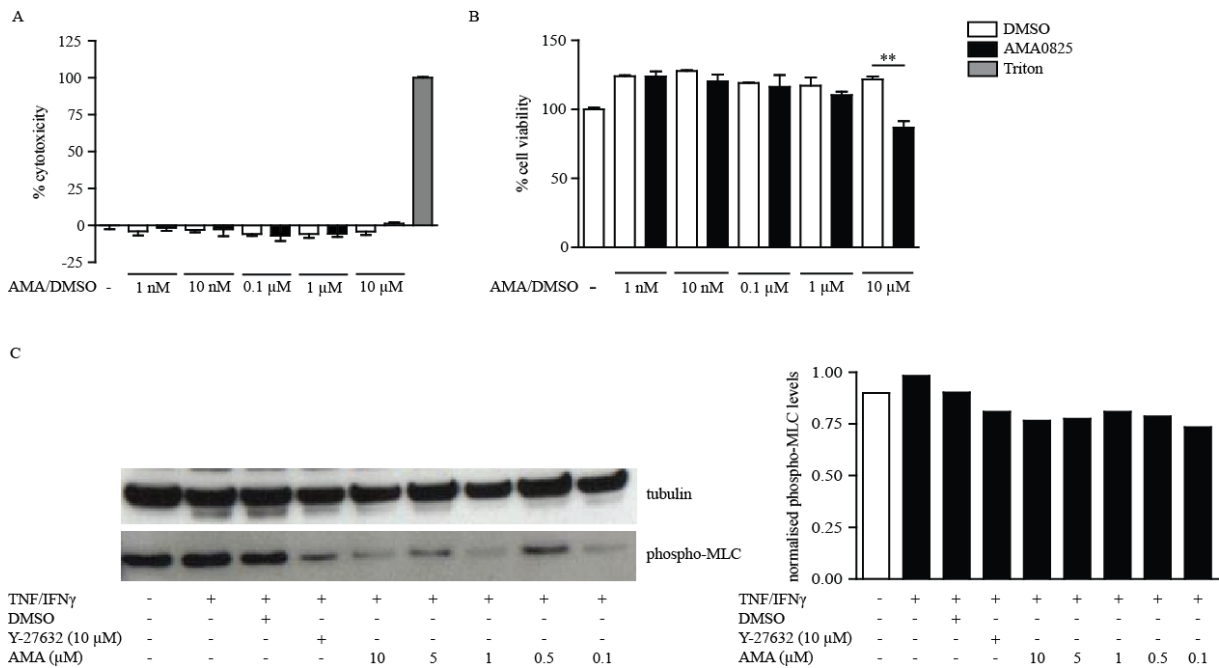 A
% cytotoxicity
125
100
75
50
25
0
-25
AMA/DMSO - 1 nM 10 nM 0.1 µM 1 µM 10 µM
B
% cell viability
150
100
50
0
**
AMA/DMSO - 1 nM 10 nM 0.1 µM 1 µM 10 µM
DMSO
AMA0825
Triton
C
tubulin
phospho-MLC
TNF/IFNγ - + + + + + + + +
DMSO - - + - - - - - -
Y-27632 (10 µM) - - - + - - - - -
AMA (µM) - - - - 10 5 1 0.5 0.1
normalised phospho-MLC levels
1.00
0.75
0.50
0.25
0.00
TNF/IFNγ - + + + + + + + +
DMSO - - + - - - - - -
Y-27632 (10 µM) - - - + - - - - -
AMA (µM) - - - - 10 5 1 0.5 0.1